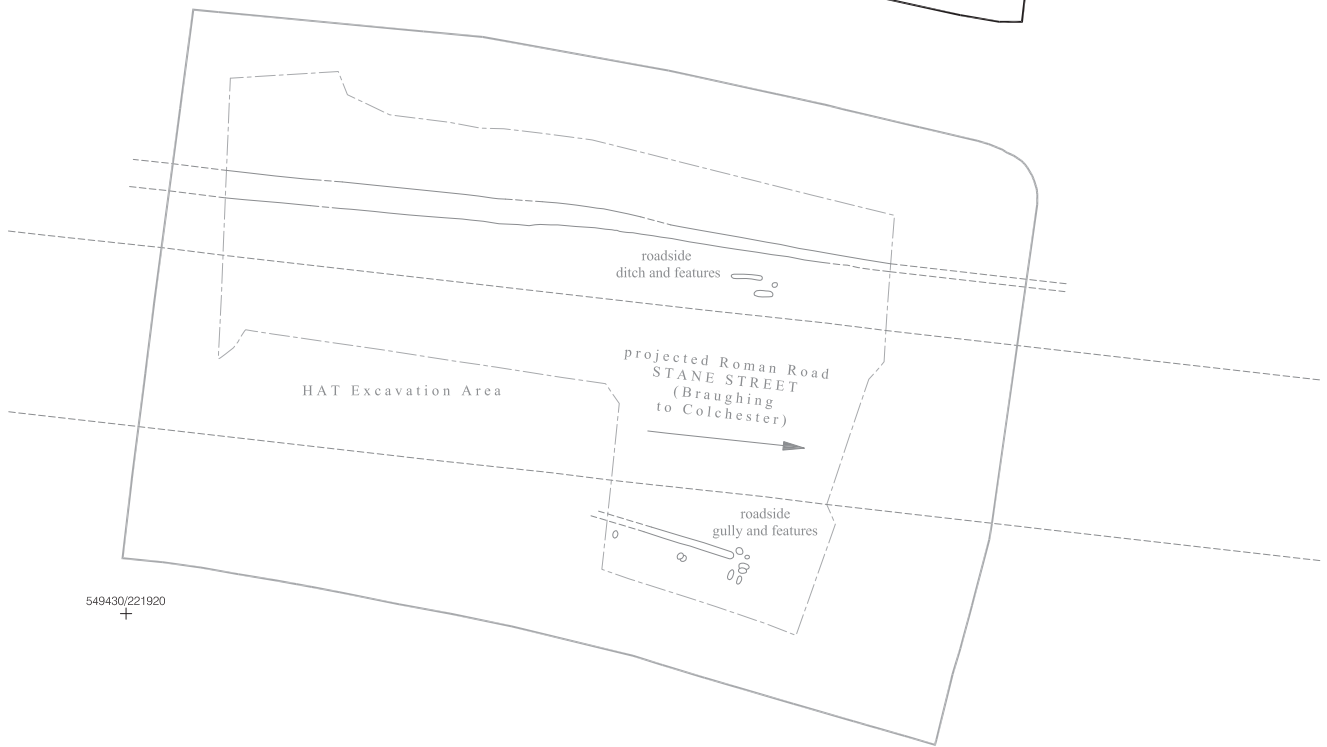 roadside
ditch and features
projected Roman Road
STANE STREET
(Braughing
to Colchester)
HAT Excavation Area
roadside
gully and features
549430/221920